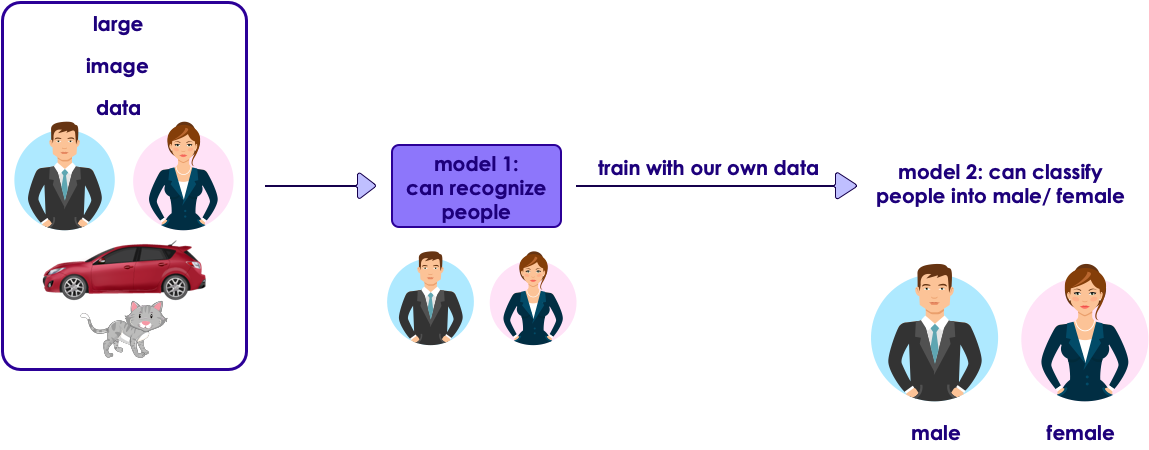 large
image
data
model 1:
can recognize
people
train with our own data
model 2: can classify
people into male/ female
male
female